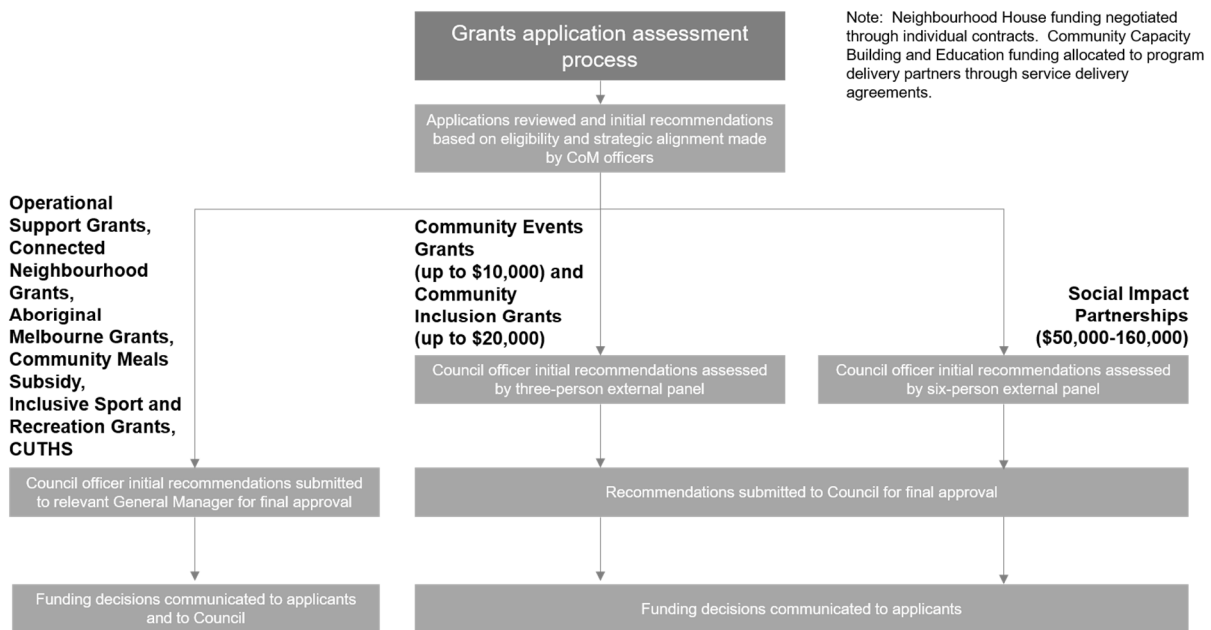 Grants application assessment
process
Note: Neighbourhood House funding negotiated
through individual contracts. Community Capacity
Building and Education funding allocated to program
delivery partners through service delivery
agreements.
Applications reviewed and initial recommendations
based on eligibility and strategic alignment made
by CoM officers
Operational
Support Grants,
Connected
Neighbourhood
Grants,
Aboriginal
Melbourne Grants,
Community Meals
Subsidy,
Inclusive Sport and
Recreation Grants,
CUTHS
Community Events
Grants
(up to $10,000) and
Community
Inclusion Grants
(up to $20,000)
Social Impact
Partnerships
($50,000-160,000)
Council officer initial recommendations assessed
by three-person external panel
Council officer initial recommendations assessed
by six-person external panel
Council officer initial recommendations submitted
to relevant General Manager for final approval
Recommendations submitted to Council for final approval
Funding decisions communicated to applicants
and to Council
Funding decisions communicated to applicants